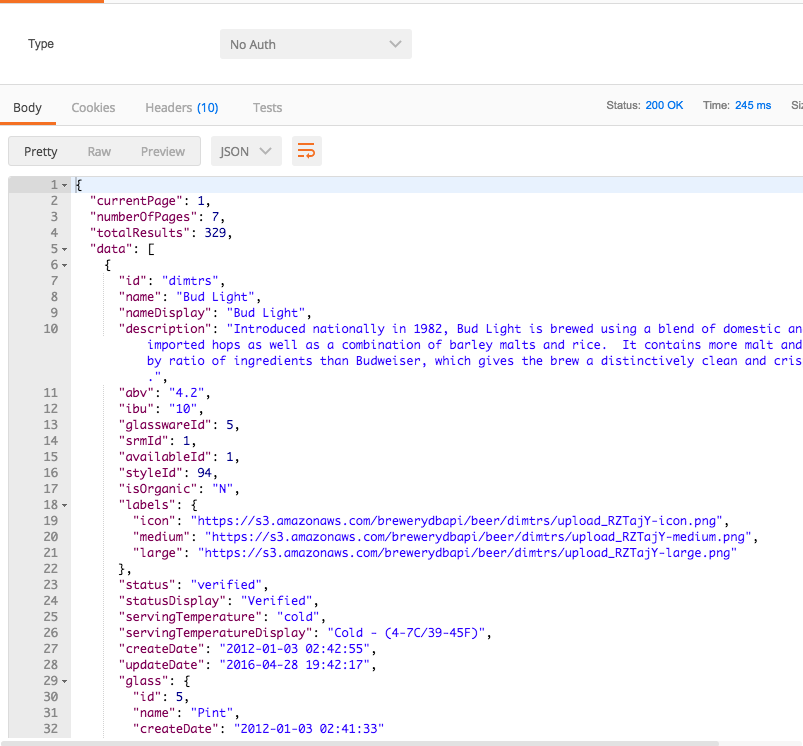 Type
No Auth
Body Cookies Headers (10) Tests Status: 200 OK Time: 245 ms
Pretty Raw Preview JSON
1 {
2 "currentPage": 1,
3 "numberOfPages": 7,
4 "totalResults": 329,
5 "data": [
6 {
7 "id": "dimtrs",
8 "name": "Bud Light",
9 "nameDisplay": "Bud Light",
10 "description": "Introduced nationally in 1982, Bud Light is brewed using a blend of domestic an
imported hops as well as a combination of barley malts and rice.  It contains more malt and
by ratio of ingredients than Budweiser, which gives the brew a distinctively clean and cris
.",
11 "abv": "4.2",
12 "ibu": "10",
13 "glasswareId": 5,
14 "srmId": 1,
15 "availableId": 1,
16 "styleId": 94,
17 "isOrganic": "N",
18 "labels": {
19 "icon": "https://s3.amazonaws.com/brewerydbapi/beer/dimtrs/upload_RZTajY-icon.png",
20 "medium": "https://s3.amazonaws.com/brewerydbapi/beer/dimtrs/upload_RZTajY-medium.png",
21 "large": "https://s3.amazonaws.com/brewerydbapi/beer/dimtrs/upload_RZTajY-large.png"
22 },
23 "status": "verified",
24 "statusDisplay": "Verified",
25 "servingTemperature": "cold",
26 "servingTemperatureDisplay": "Cold - (4-7C/39-45F)",
27 "createDate": "2012-01-03 02:42:55",
28 "updateDate": "2016-04-28 19:42:17",
29 "glass": {
30 "id": 5,
31 "name": "Pint",
32 "createDate": "2012-01-03 02:41:33"